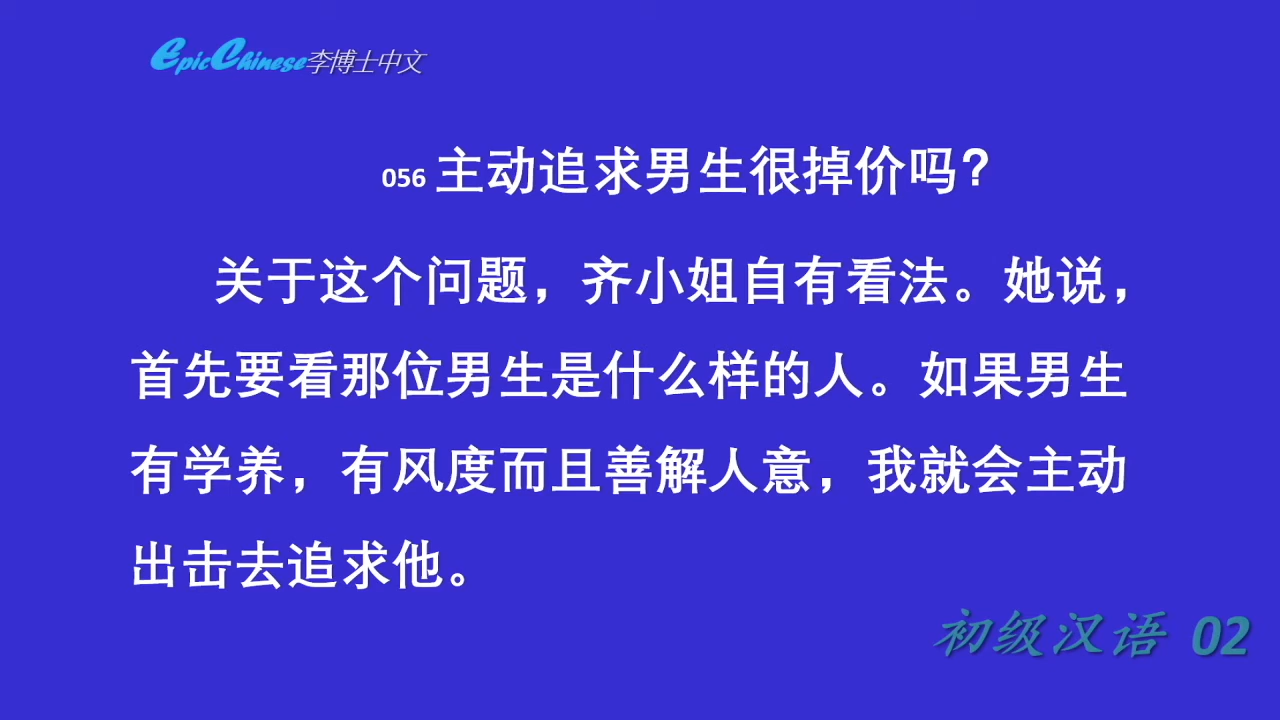 EpicChinese李博士中文
056 主动追求男生很掉价吗？
关于这个问题，齐小姐自有看法。她说，
首先要看那位男生是什么样的人。如果男生
有学养，有风度而且善解人意，我就会主动
出击去追求他。
初级汉语 02